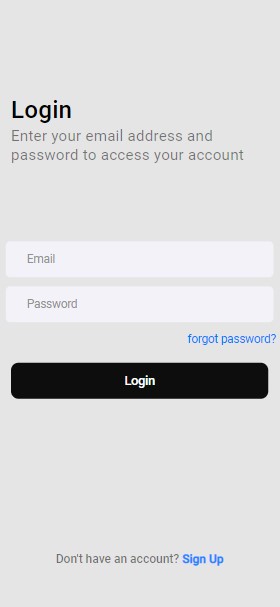 Login
Enter your email address and
password to access your account
Email
Password
forgot password?
Login
Don't have an account? Sign Up